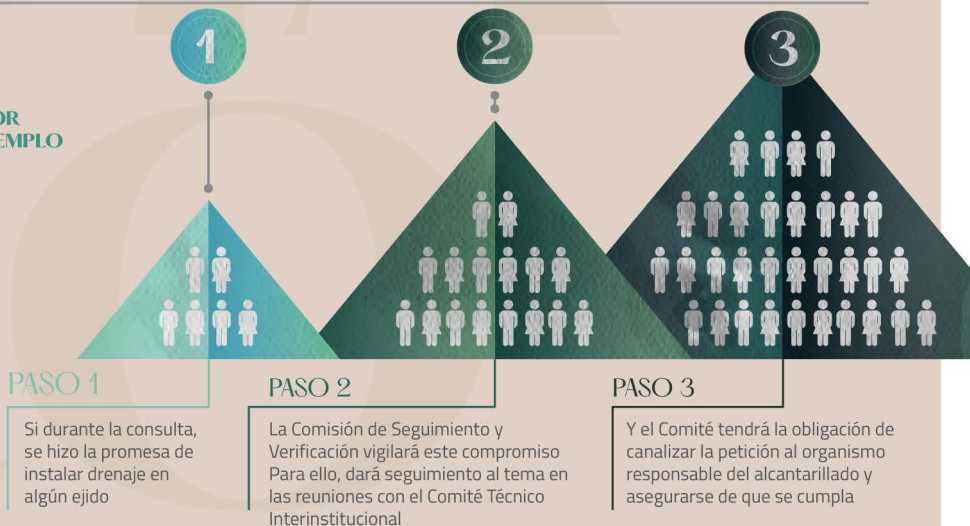 1
2
3
OR
EMPLO
PASO 1
Si durante la consulta,
se hizo la promesa de
instalar drenaje en
algún ejido
PASO 2
La Comisión de Seguimiento y
Verificación vigilará este compromiso
Para ello, dará seguimiento al tema en
las reuniones con el Comité Técnico
Interinstitucional
PASO 3
Y el Comité tendrá la obligación de
canalizar la petición al organismo
responsable del alcantarillado y
asegurarse de que se cumpla